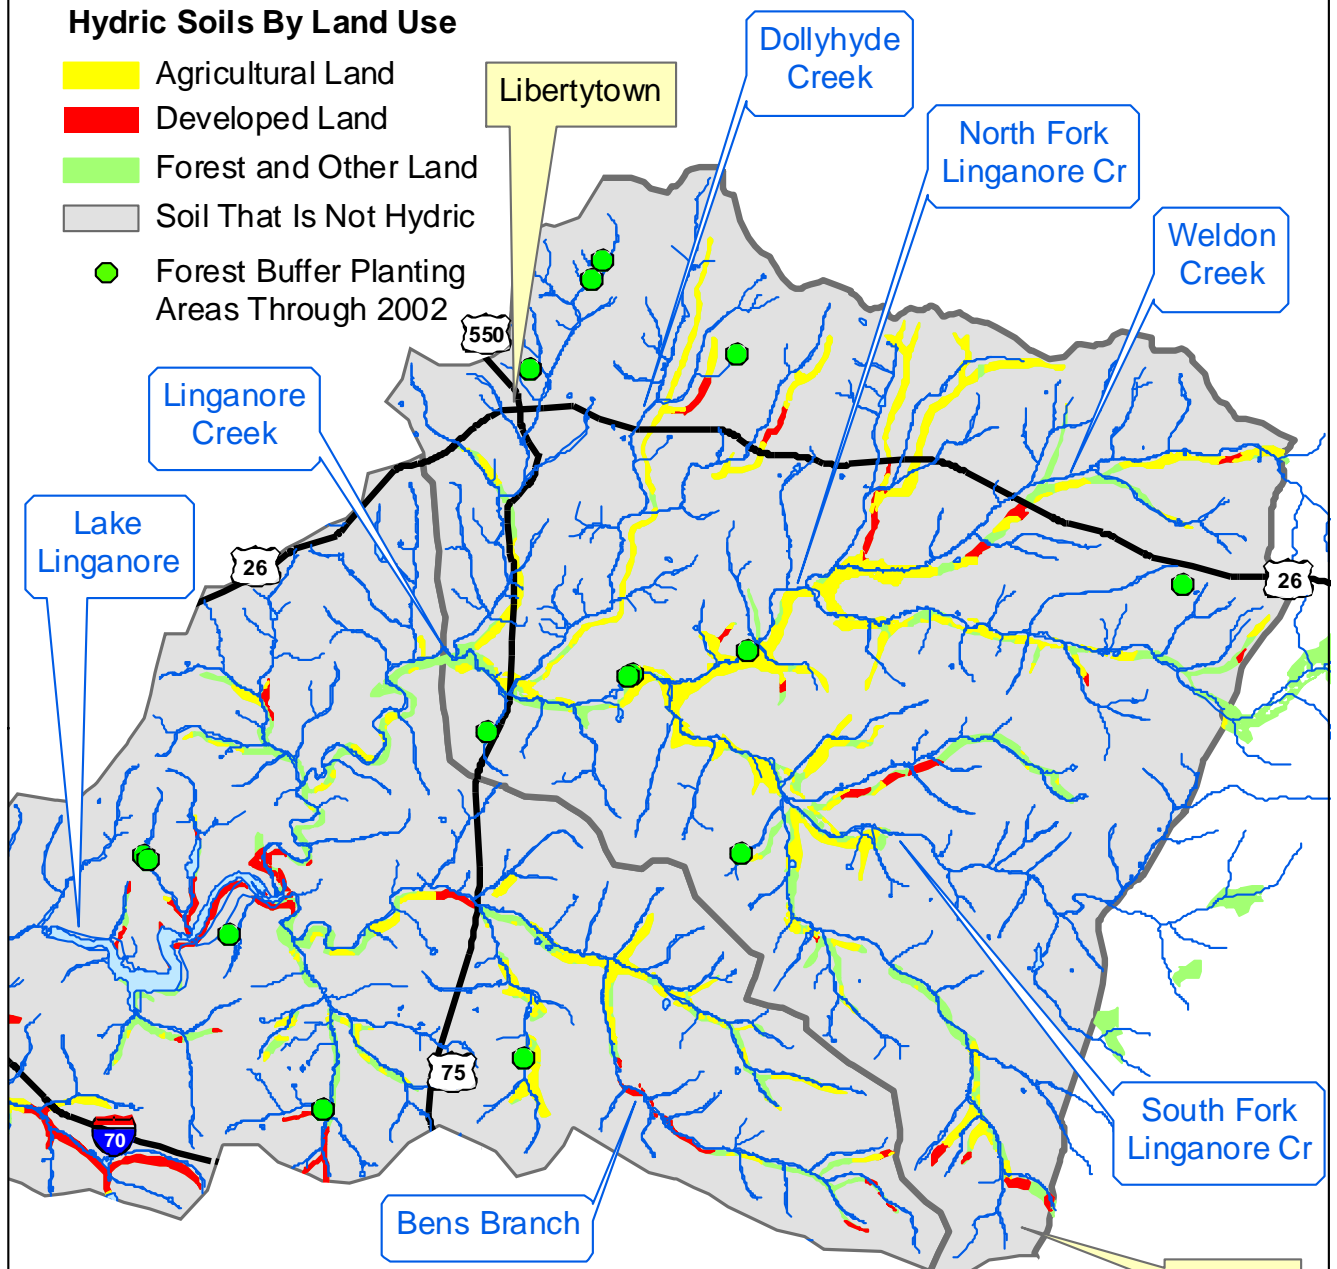 Hydric Soils By Land Use
Agricultural Land
Developed Land
Forest and Other Land
Soil That Is Not Hydric
Forest Buffer Planting
Areas Through 2002
Libertytown
Dollyhyde
Creek
North Fork
Linganore Cr
Weldon
Creek
550
Linganore
Creek
Lake
Linganore
26
26
75
70
South Fork
Linganore Cr
Bens Branch